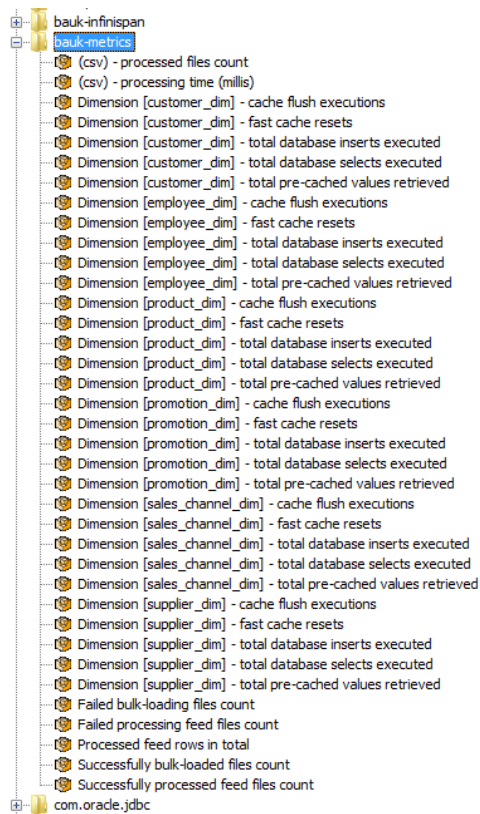 bauk-infinispan
bauk-metrics
(csv) - processed files count
(csv) - processing time (millis)
Dimension [customer_dim] - cache flush executions
Dimension [customer_dim] - fast cache resets
Dimension [customer_dim] - total database inserts executed
Dimension [customer_dim] - total database selects executed
Dimension [customer_dim] - total pre-cached values retrieved
Dimension [employee_dim] - cache flush executions
Dimension [employee_dim] - fast cache resets
Dimension [employee_dim] - total database inserts executed
Dimension [employee_dim] - total database selects executed
Dimension [employee_dim] - total pre-cached values retrieved
Dimension [product_dim] - cache flush executions
Dimension [product_dim] - fast cache resets
Dimension [product_dim] - total database inserts executed
Dimension [product_dim] - total database selects executed
Dimension [product_dim] - total pre-cached values retrieved
Dimension [promotion_dim] - cache flush executions
Dimension [promotion_dim] - fast cache resets
Dimension [promotion_dim] - total database inserts executed
Dimension [promotion_dim] - total database selects executed
Dimension [promotion_dim] - total pre-cached values retrieved
Dimension [sales_channel_dim] - cache flush executions
Dimension [sales_channel_dim] - fast cache resets
Dimension [sales_channel_dim] - total database inserts executed
Dimension [sales_channel_dim] - total database selects executed
Dimension [sales_channel_dim] - total pre-cached values retrieved
Dimension [supplier_dim] - cache flush executions
Dimension [supplier_dim] - fast cache resets
Dimension [supplier_dim] - total database inserts executed
Dimension [supplier_dim] - total database selects executed
Dimension [supplier_dim] - total pre-cached values retrieved
Failed bulk-loading files count
Failed processing feed files count
Processed feed rows in total
Successfully bulk-loaded files count
Successfully processed feed files count
com.oracle.jdbc